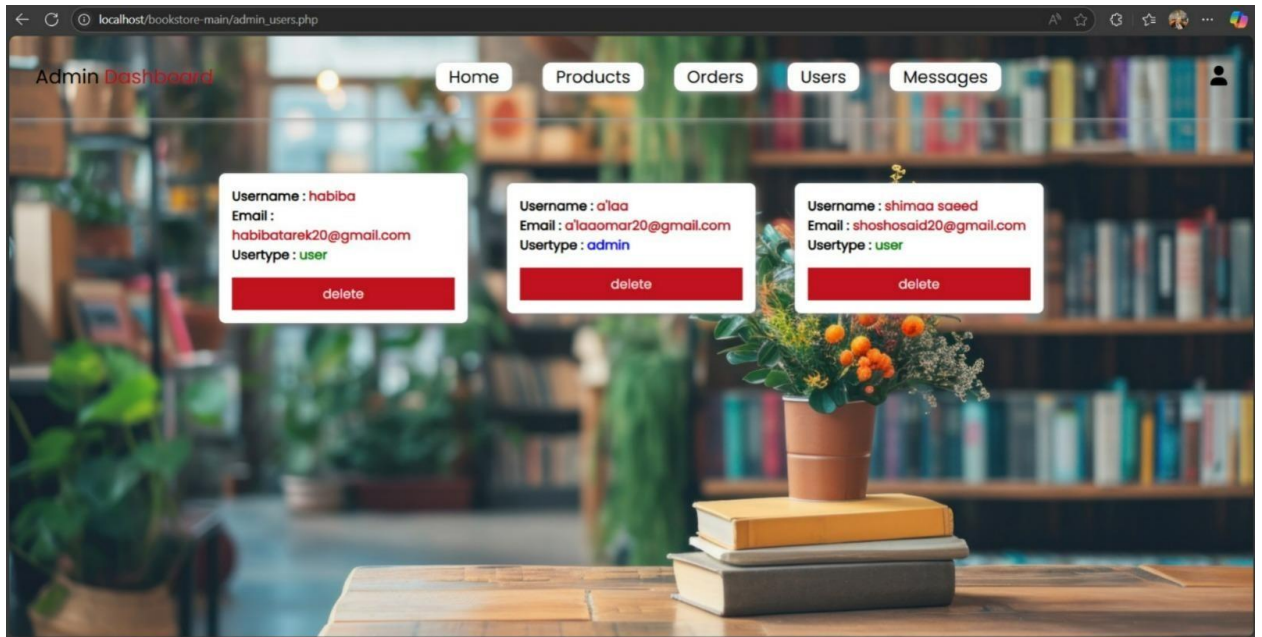 localhost/bookstore-main/admin_users.php
Admin Dashboard
Home
Products
Orders
Users
Messages
Username : habiba
Email :
habibatarek20@gmail.com
Usertype : user
delete
Username : a'laa
Email : a'laaomar20@gmail.com
Usertype : admin
delete
Username : shimaa saeed
Email : shoshosaid20@gmail.com
Usertype : user
delete